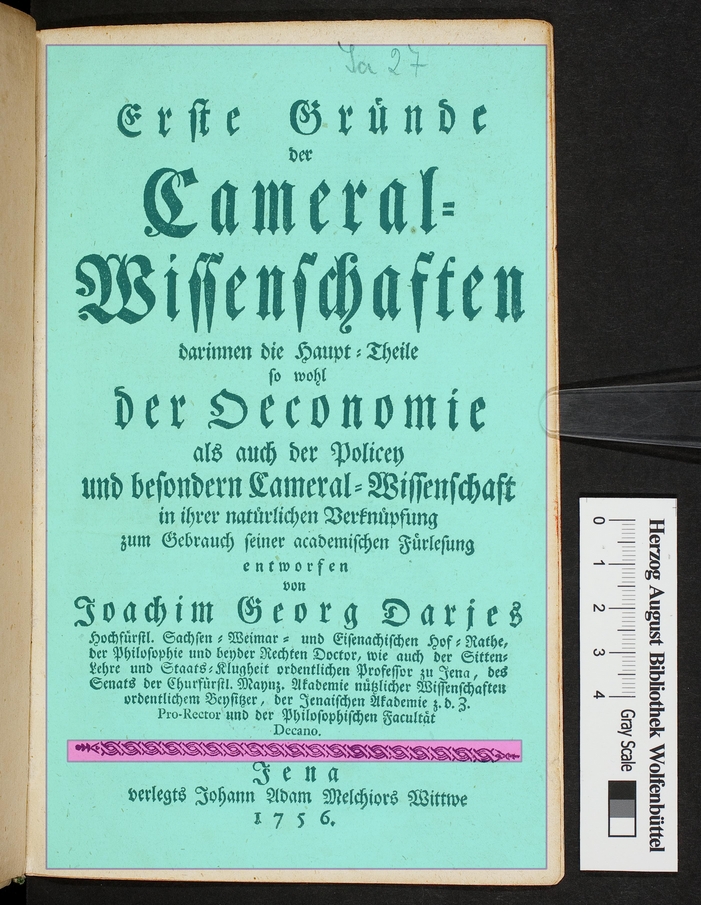 Ja 27
Erste Gründe
der
Cameral=
Wissenschaften
darinnen die Haupt=Theile
so wohl
der Oeconomie
als auch der Policey
und besondern Cameral=Wissenschaft
in ihrer natürlichen Verknüpfung
zum Gebrauch seiner academischen Fürlesung
entworfen
von
Joachim Georg Darjes
Hochfürstl. Sachsen=Weimar= und Eisenachischen Hof=Rathe,
der Philosophie und beyder Rechten Doctor, wie auch der Sitten=
Lehre und Staats=Klugheit ordentlichen Professor zu Jena, des
Senats der Churfürstl. Maynz. Akademie nützlicher Wissenschaften
ordentlichem Beysitzer, der Jenaischen Akademie z. d. Z.
Pro-Rector und der Philosophischen Facultät
Decano.
Jena
verlegts Johann Adam Melchiors Wittwe
1756.
Herzog August Bibliothek Wolfenbüttel
0 1 2 3 4
Gray Scale